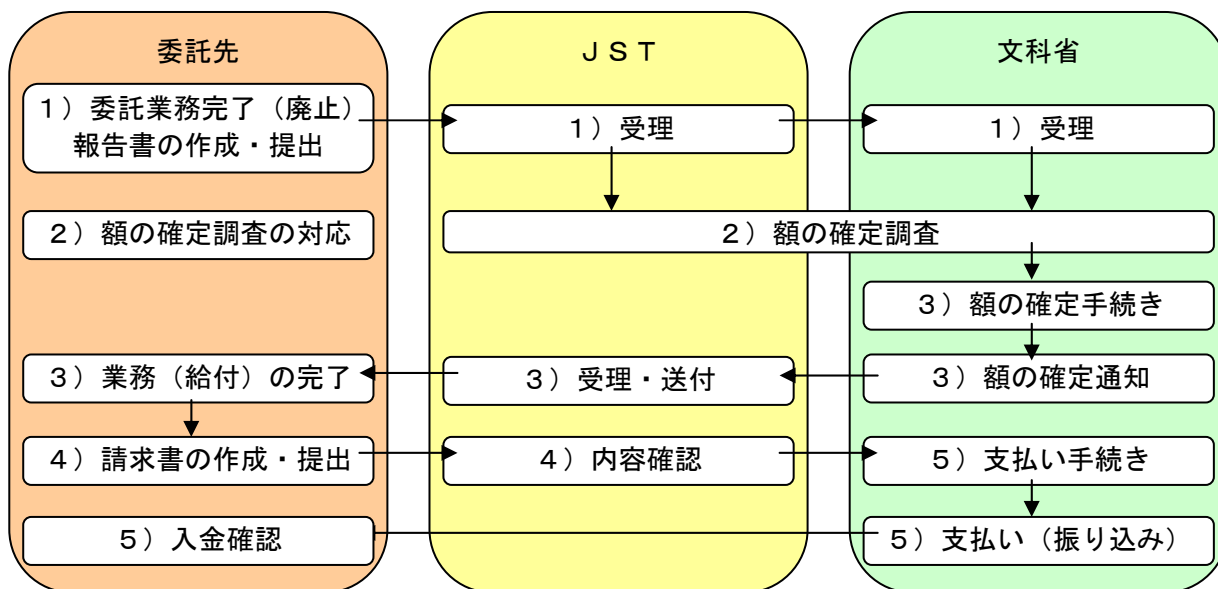 委託先
ＪＳＴ
文科省
１）委託業務完了（廃止）
報告書の作成・提出
１）受理
１）受理
２）額の確定調査の対応
２）額の確定調査
３）額の確定手続き
３）業務（給付）の完了
３）受理・送付
３）額の確定通知
４）請求書の作成・提出
４）内容確認
５）支払い手続き
５）入金確認
５）支払い（振り込み）